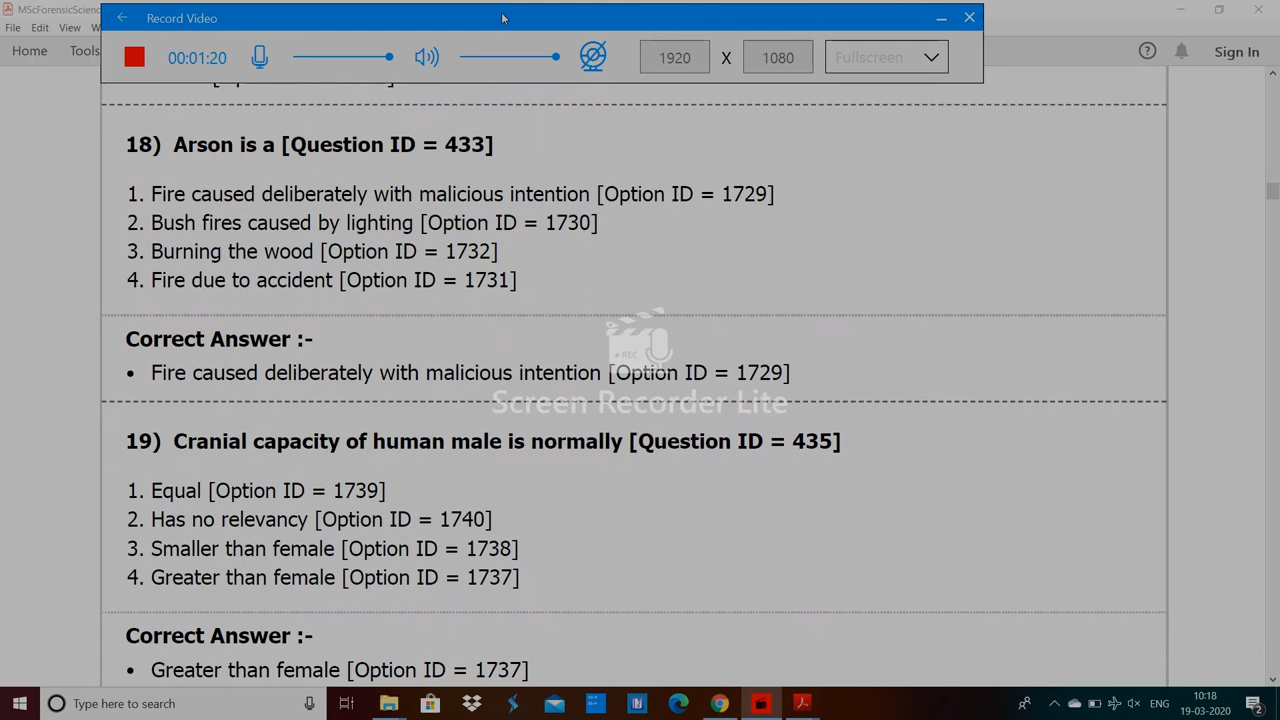 Record Video
MScForensicScienc
File Edit View W
Home Tools
00:01:20
1920 X 1080 Fullscreen
Sign In
18) Arson is a [Question ID = 433]
1. Fire caused deliberately with malicious intention [Option ID = 1729]
2. Bush fires caused by lighting [Option ID = 1730]
3. Burning the wood [Option ID = 1732]
4. Fire due to accident [Option ID = 1731]
Correct Answer :-
• Fire caused deliberately with malicious intention [Option ID = 1729]
REC
Screen Recorder Lite
19) Cranial capacity of human male is normally [Question ID = 435]
1. Equal [Option ID = 1739]
2. Has no relevancy [Option ID = 1740]
3. Smaller than female [Option ID = 1738]
4. Greater than female [Option ID = 1737]
Correct Answer :-
• Greater than female [Option ID = 1737]
Type here to search
ENG
10:18
19-03-2020
2